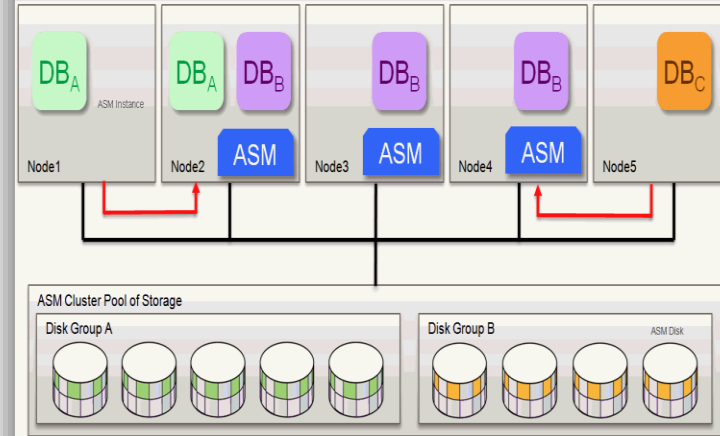 DBA
ASM Instance
Node1
DBA
DBB
ASM
Node2
DBB
ASM
Node3
DBB
ASM
Node4
DBC
Node5
ASM Cluster Pool of Storage
Disk Group A
Disk Group B
ASM Disk